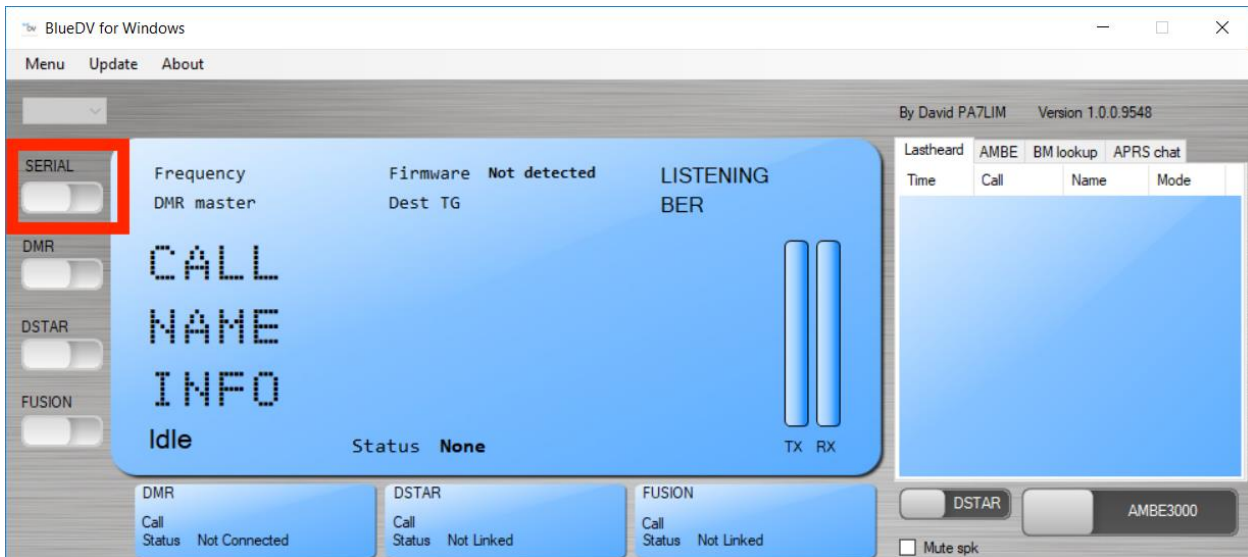 BlueDV for Windows
Menu Update About
By David PA7LIM Version 1.0.0.9548
SERIAL
DMR
DSTAR
FUSION
Frequency Firmware Not detected LISTENING
DMR master Dest TG BER
CALL
NAME
INFO
Idle Status None TX RX
Lastheard AMBE BM lookup APRS chat
Time Call Name Mode
DMR
Call
Status Not Connected
DSTAR
Call
Status Not Linked
FUSION
Call
Status Not Linked
DSTAR AMBE3000
Mute spk